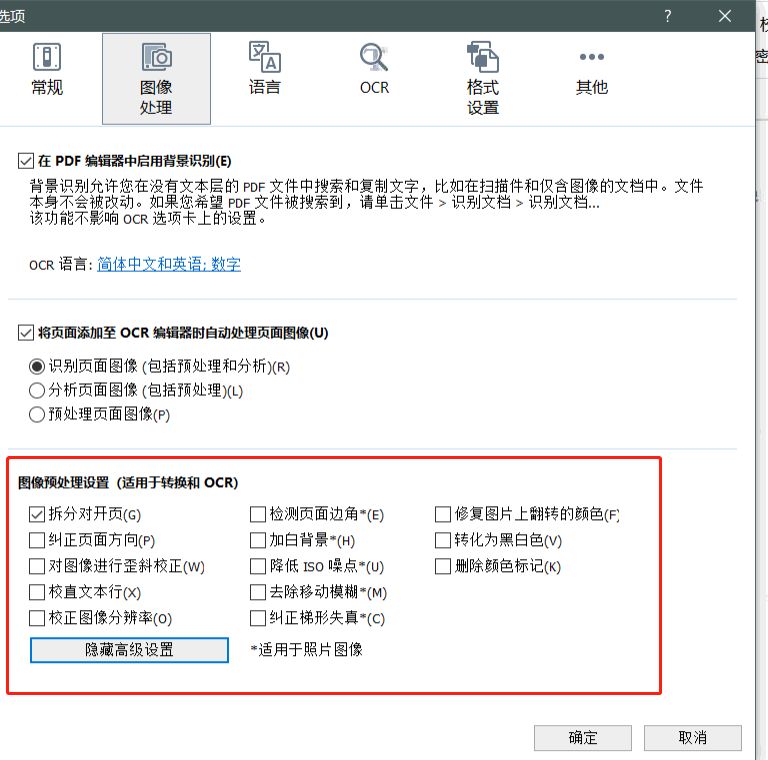 选项
?
常规
图像
处理
语言
OCR
格式
设置
其他
在 PDF 编辑器中启用背景识别(E)
背景识别允许您在没有文本层的 PDF 文件中搜索和复制文字，比如在扫描件和仅含图像的文档中。文件
本身不会被改动。如果您希望 PDF 文件被搜索到，请单击文件 > 识别文档 > 识别文档...
该功能不影响 OCR 选项卡上的设置。
OCR 语言: 简体中文和英语; 数字
将页面添加至 OCR 编辑器时自动处理页面图像(U)
识别页面图像 (包括预处理和分析)(R)
分析页面图像 (包括预处理)(L)
预处理页面图像(P)
图像预处理设置（适用于转换和 OCR)
拆分对开页(G)
检测页面边角*(E)
修复图片上翻转的颜色(F)
纠正页面方向(P)
加白背景*(H)
转化为黑白色(V)
对图像进行歪斜校正(W)
降低 ISO 噪点*(U)
删除颜色标记(K)
校直文本行(X)
去除移动模糊*(M)
校正图像分辨率(O)
纠正梯形失真*(C)
隐藏高级设置
*适用于照片图像
确定
取消